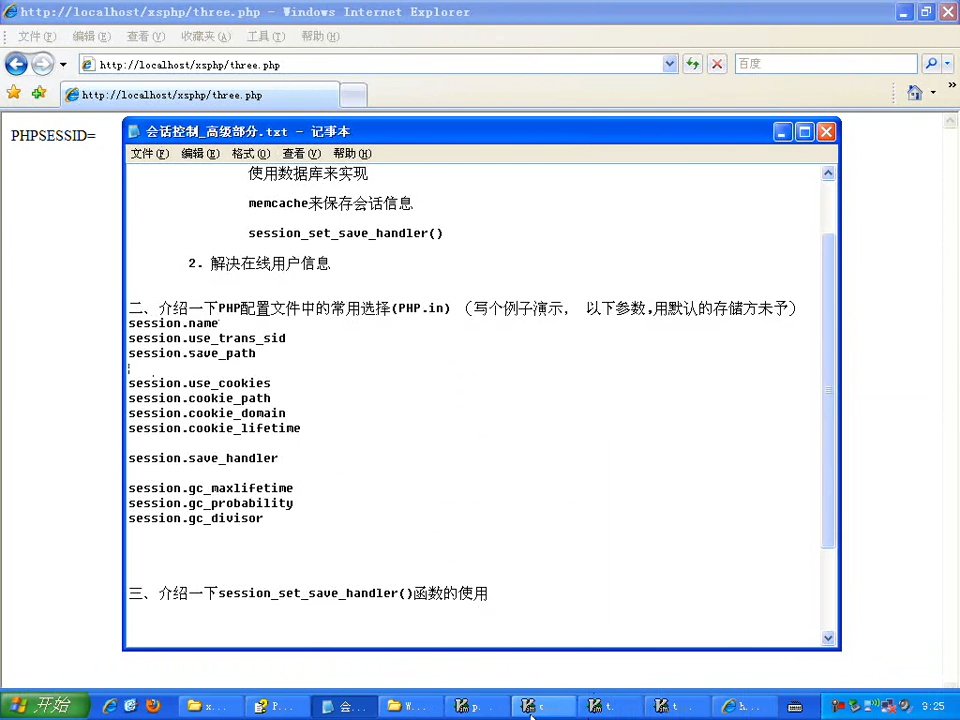 http://localhost/xsphp/three.php - Windows Internet Explorer
文件(F) 编辑(E) 查看(V) 收藏夹(A) 工具(T) 帮助(H)
http://localhost/xsphp/three.php
百度
http://localhost/xsphp/three.php
PHPSESSID=
会话控制_高级部分.txt - 记事本
文件(F) 编辑(E) 格式(O) 查看(V) 帮助(H)
使用数据库来实现
memcache来保存会话信息
session_set_save_handler()
2. 解决在线用户信息
二、介绍一下PHP配置文件中的常用选择(PHP.in) （写个例子演示， 以下参数,用默认的存储方未予）
session.name
session.use_trans_sid
session.save_path
session.use_cookies
session.cookie_path
session.cookie_domain
session.cookie_lifetime
session.save_handler
session.gc_maxlifetime
session.gc_probability
session.gc_divisor
三、介绍一下session_set_save_handler()函数的使用
开始 x... P... 会... W... p... c t. t... h... 9:25